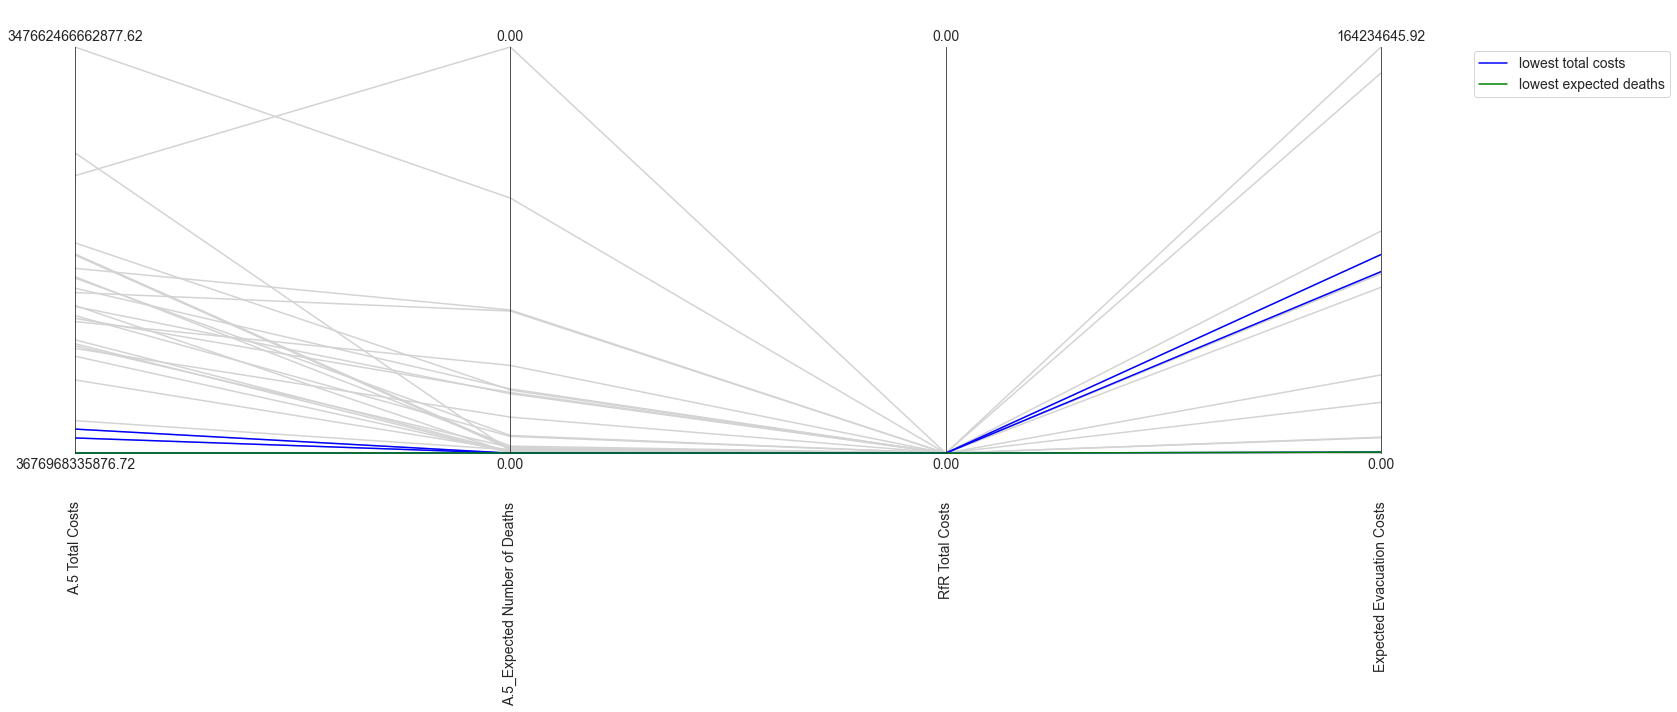 347662466662877.62
0.00
0.00
164234645.92
lowest total costs
lowest expected deaths
3676968335876.72
0.00
0.00
0.00
A.5 Total Costs
A.5_Expected Number of Deaths
RfR Total Costs
Expected Evacuation Costs